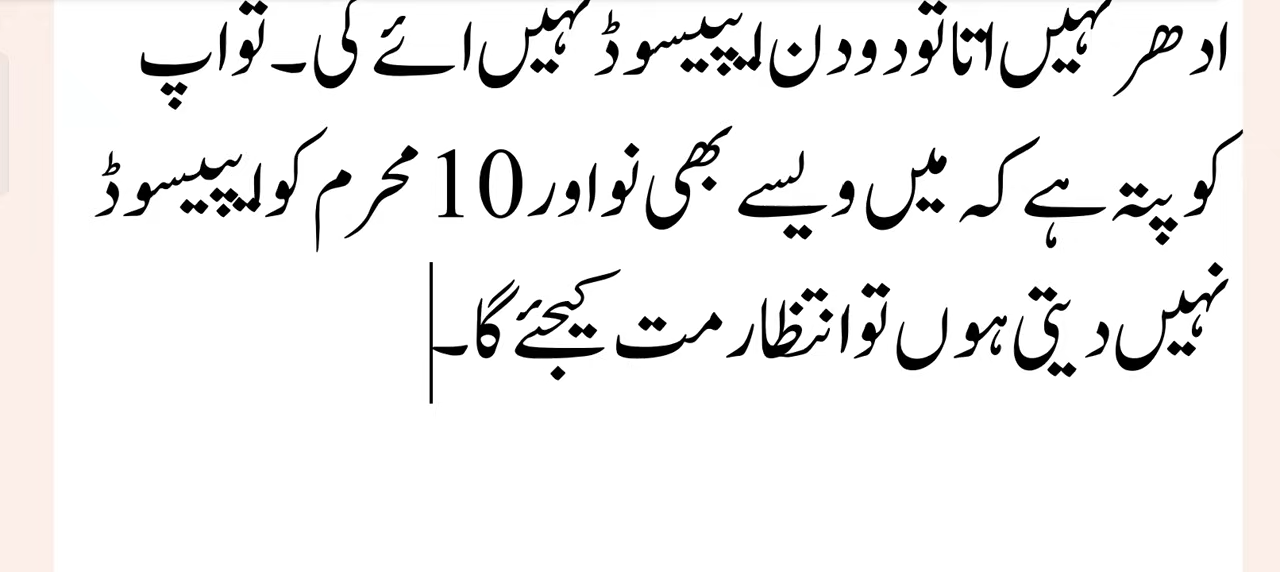 ادھر نہیں اتا تو دو دن ایپیسوڈ نہیں ائے گی۔ تو اپ
کو پتہ ہے کہ میں ویسے بھی نو اور 10 محرم کو ایپیسوڈ
نہیں دیتی ہوں تو انتظار مت کیجئے گا۔